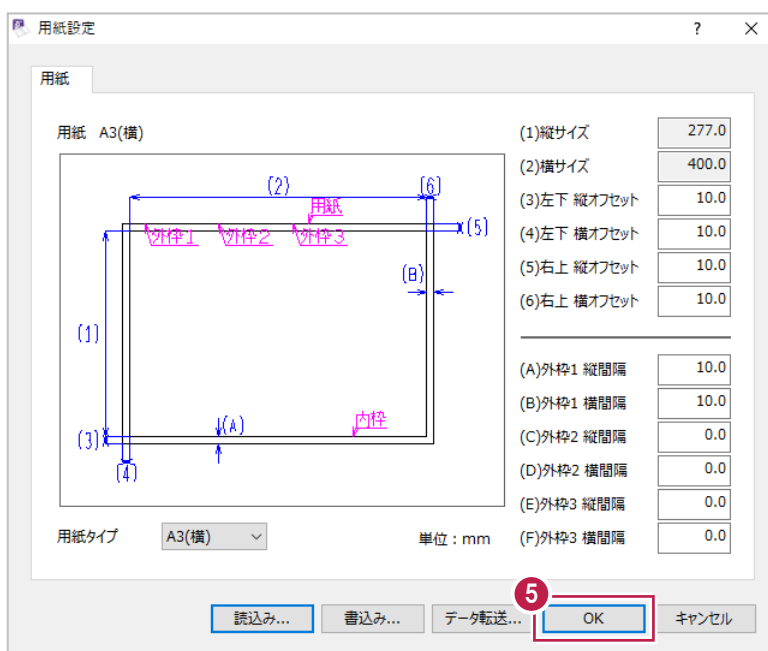 用紙設定 ? ×
用紙
用紙 A3(横)
(2)
(6)
用紙
外枠1 外枠2 外枠3
(5)
(B)
(1)
(A)
内枠
(3)
(4)
(1)縦サイズ 277.0
(2)横サイズ 400.0
(3)左下 縦オフセット 10.0
(4)左下 横オフセット 10.0
(5)右上 縦オフセット 10.0
(6)右上 横オフセット 10.0
(A)外枠1 縦間隔 10.0
(B)外枠1 横間隔 10.0
(C)外枠2 縦間隔 0.0
(D)外枠2 横間隔 0.0
(E)外枠3 縦間隔 0.0
(F)外枠3 横間隔 0.0
用紙タイプ A3(横) 単位:mm
5
読込み... 書込み... データ転送... OK キャンセル